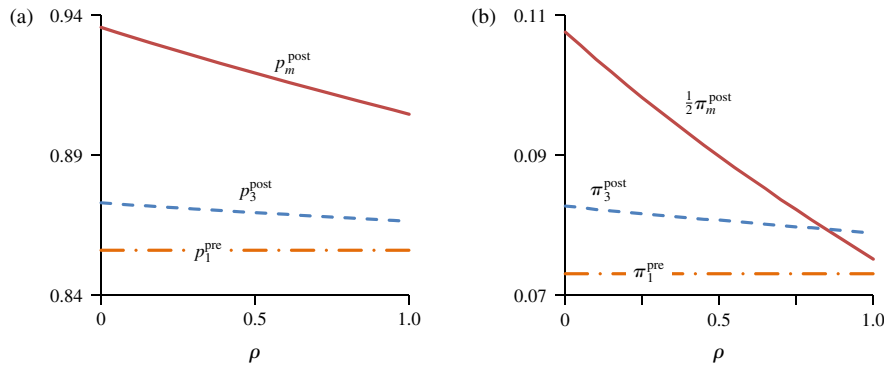 (a)
0.94
0.89
0.84
p_m^post
p_3^post
p_1^pre
0
0.5
1.0
ρ
(b)
0.11
0.09
0.07
½π_m^post
π_3^post
π_1^pre
0
0.5
1.0
ρ